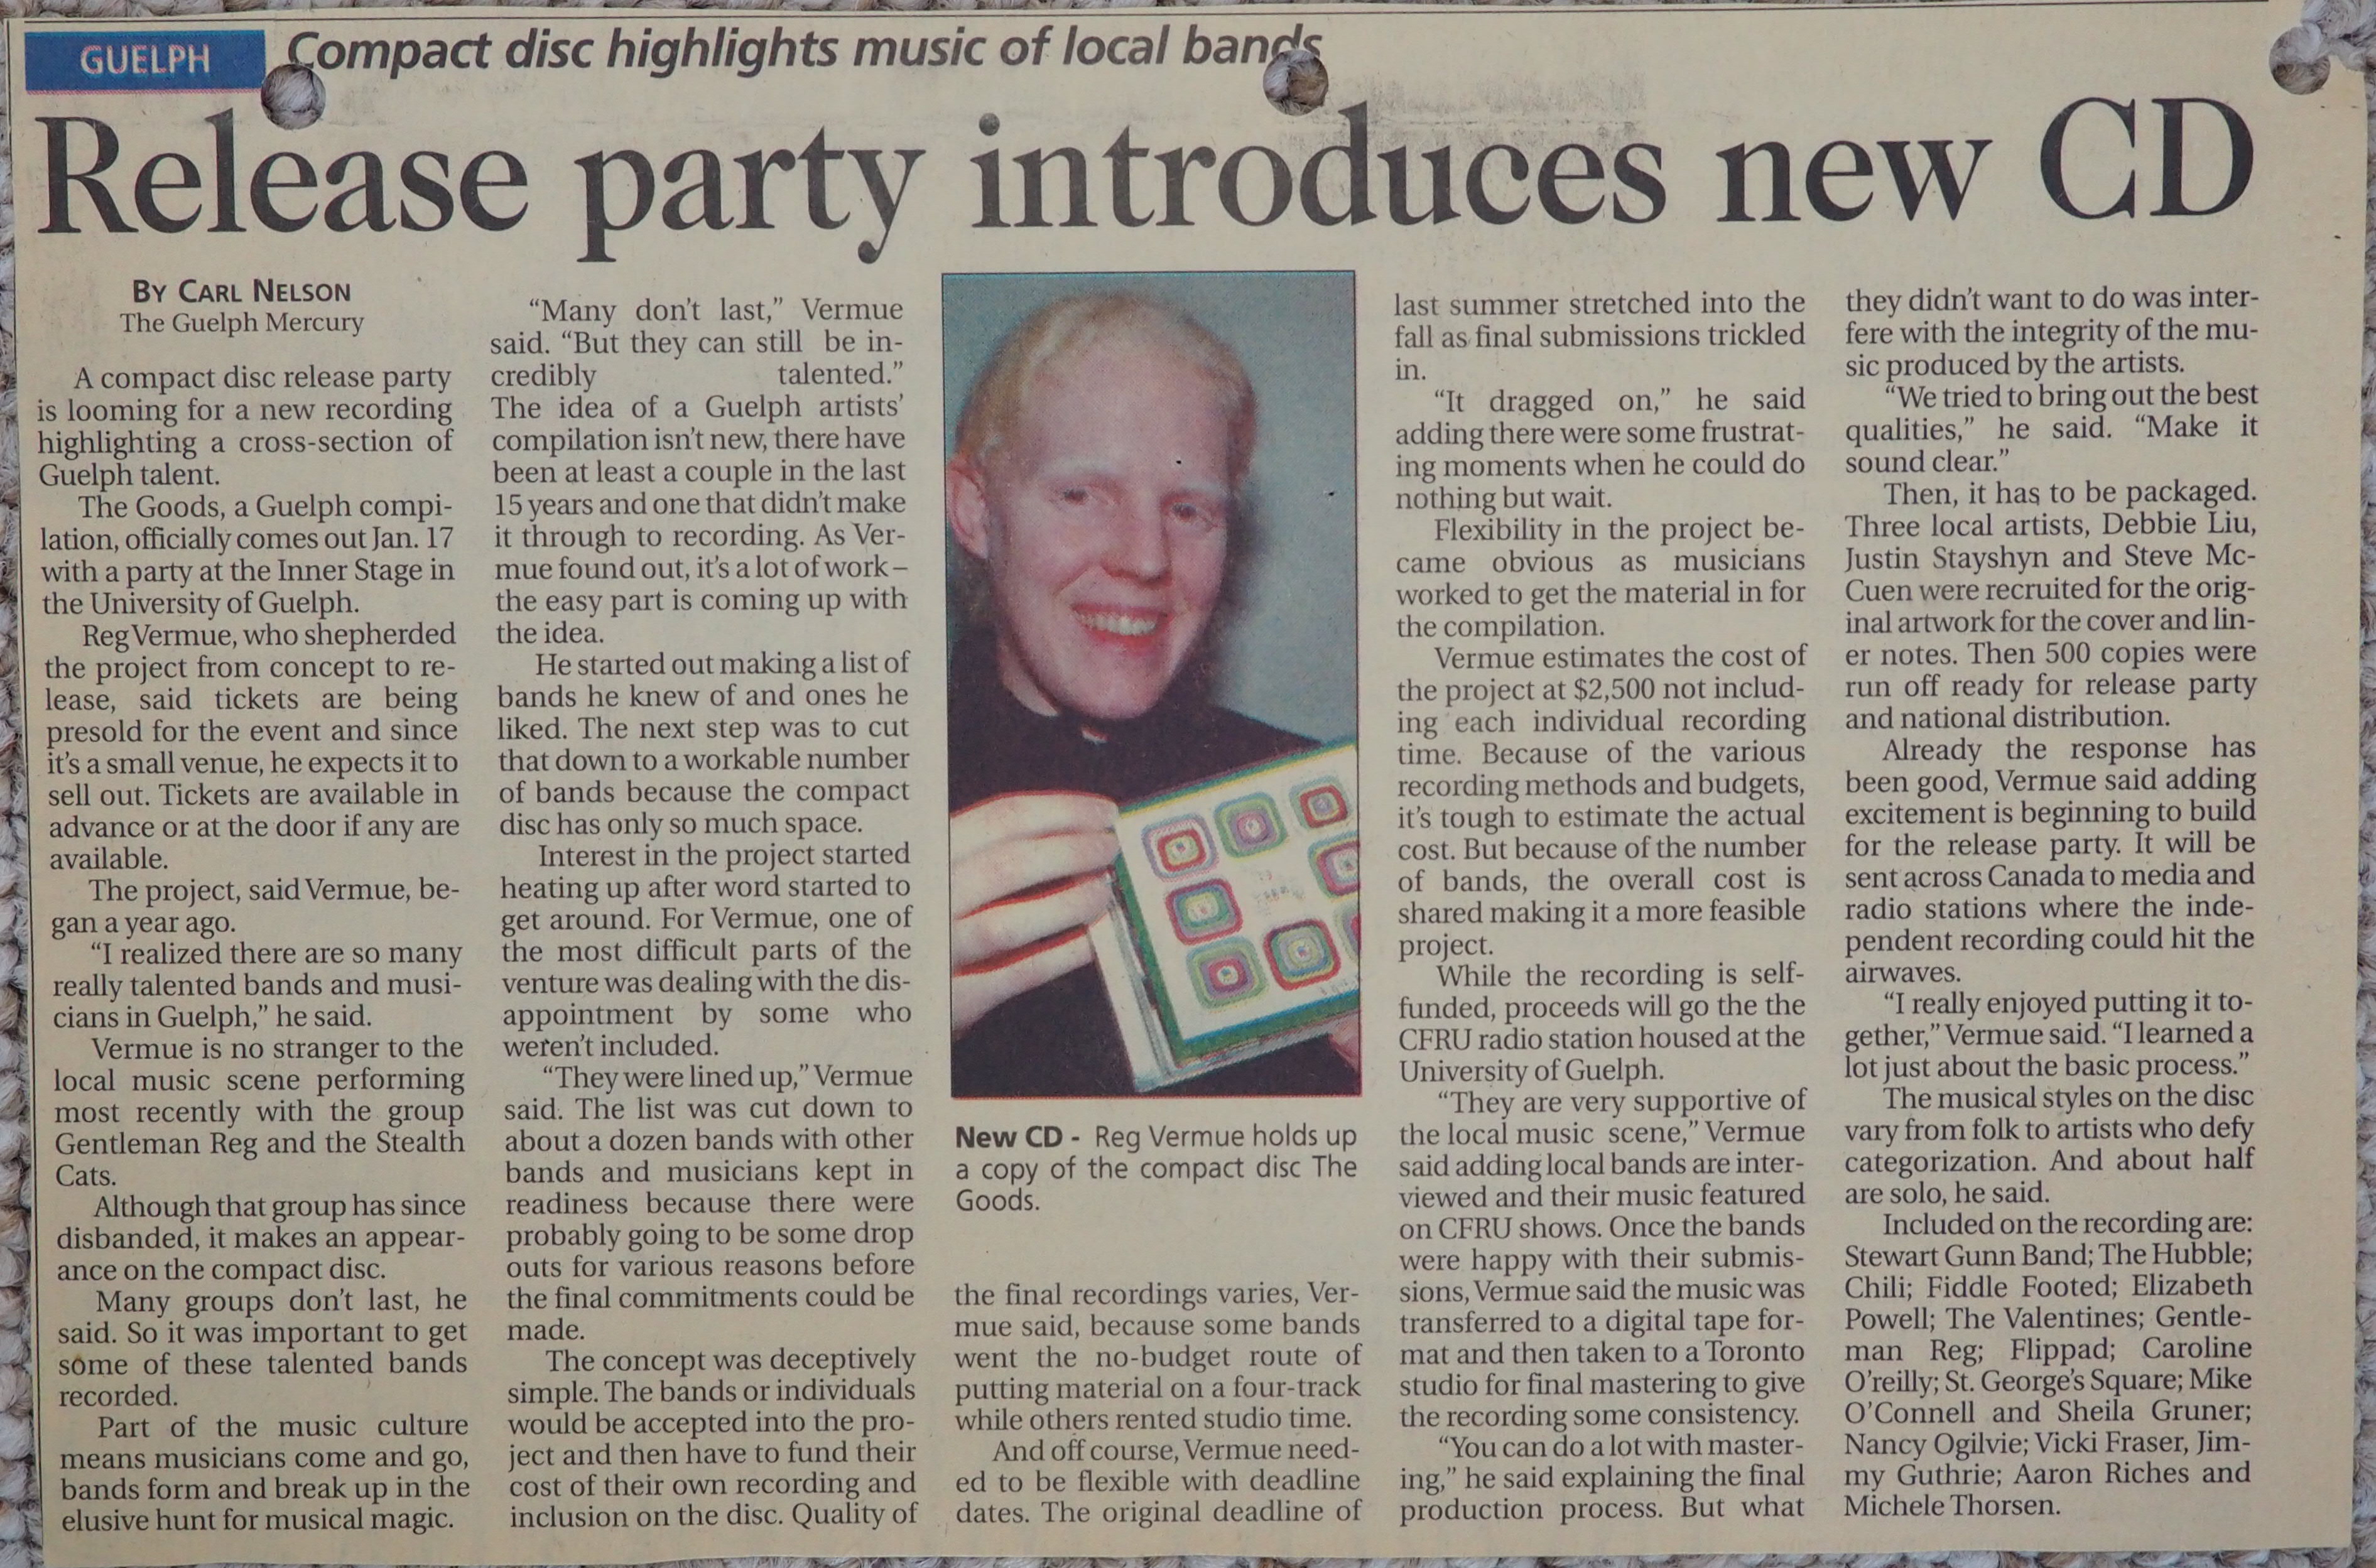 GUELPH
Compact disc highlights music of local bands
Release party introduces new CD
BY CARL NELSON
The Guelph Mercury
A compact disc release party
is looming for a new recording
highlighting a cross-section of
Guelph talent.
The Goods, a Guelph compi-
lation, officially comes out Jan. 17
with a party at the Inner Stage in
the University of Guelph.
Reg Vermue, who shepherded
the project from concept to re-
lease, said tickets are being
presold for the event and since
it's a small venue, he expects it to
sell out. Tickets are available in
advance or at the door if any are
available.
The project, said Vermue, be-
gan a year ago.
“I realized there are so many
really talented bands and musi-
cians in Guelph,” he said.
Vermue is no stranger to the
local music scene performing
most recently with the group
Gentleman Reg and the Stealth
Cats.
Although that group has since
disbanded, it makes an appear-
ance on the compact disc.
Many groups don't last, he
said. So it was important to get
some of these talented bands
recorded.
Part of the music culture
means musicians come and go,
bands form and break up in the
elusive hunt for musical magic.
“Many don't last,” Vermue
said. “But they can still be in-
credibly talented.”
The idea of a Guelph artists'
compilation isn't new, there have
been at least a couple in the last
15 years and one that didn't make
it through to recording. As Ver-
mue found out, it's a lot of work –
the easy part is coming up with
the idea.
He started out making a list of
bands he knew of and ones he
liked. The next step was to cut
that down to a workable number
of bands because the compact
disc has only so much space.
Interest in the project started
heating up after word started to
get around. For Vermue, one of
the most difficult parts of the
venture was dealing with the dis-
appointment by some who
weren't included.
“They were lined up,” Vermue
said. The list was cut down to
about a dozen bands with other
bands and musicians kept in
readiness because there were
probably going to be some drop
outs for various reasons before
the final commitments could be
made.
The concept was deceptively
simple. The bands or individuals
would be accepted into the pro-
ject and then have to fund their
cost of their own recording and
inclusion on the disc. Quality of
New CD - Reg Vermue holds up
a copy of the compact disc The
Goods.
the final recordings varies, Ver-
mue said, because some bands
went the no-budget route of
putting material on a four-track
while others rented studio time.
And off course, Vermue need-
ed to be flexible with deadline
dates. The original deadline of
last summer stretched into the
fall as final submissions trickled
in.
“It dragged on,” he said
adding there were some frustrat-
ing moments when he could do
nothing but wait.
Flexibility in the project be-
came obvious as musicians
worked to get the material in for
the compilation.
Vermue estimates the cost of
the project at $2,500 not includ-
ing each individual recording
time. Because of the various
recording methods and budgets,
it's tough to estimate the actual
cost. But because of the number
of bands, the overall cost is
shared making it a more feasible
project.
While the recording is self-
funded, proceeds will go the the
CFRU radio station housed at the
University of Guelph.
“They are very supportive of
the local music scene,” Vermue
said adding local bands are inter-
viewed and their music featured
on CFRU shows. Once the bands
were happy with their submis-
sions, Vermue said the music was
transferred to a digital tape for-
mat and then taken to a Toronto
studio for final mastering to give
the recording some consistency.
“You can do a lot with master-
ing,” he said explaining the final
production process. But what
they didn't want to do was inter-
fere with the integrity of the mu-
sic produced by the artists.
“We tried to bring out the best
qualities,” he said. “Make it
sound clear.”
Then, it has to be packaged.
Three local artists, Debbie Liu,
Justin Stayshyn and Steve Mc-
Cuen were recruited for the orig-
inal artwork for the cover and lin-
er notes. Then 500 copies were
run off ready for release party
and national distribution.
Already the response has
been good, Vermue said adding
excitement is beginning to build
for the release party. It will be
sent across Canada to media and
radio stations where the inde-
pendent recording could hit the
airwaves.
“I really enjoyed putting it to-
gether,” Vermue said. “I learned a
lot just about the basic process.”
The musical styles on the disc
vary from folk to artists who defy
categorization. And about half
are solo, he said.
Included on the recording are:
Stewart Gunn Band; The Hubble;
Chili; Fiddle Footed; Elizabeth
Powell; The Valentines; Gentle-
man Reg; Flippad; Caroline
O'reilly; St. George's Square; Mike
O'Connell and Sheila Gruner;
Nancy Ogilvie; Vicki Fraser, Jim-
my Guthrie; Aaron Riches and
Michele Thorsen.